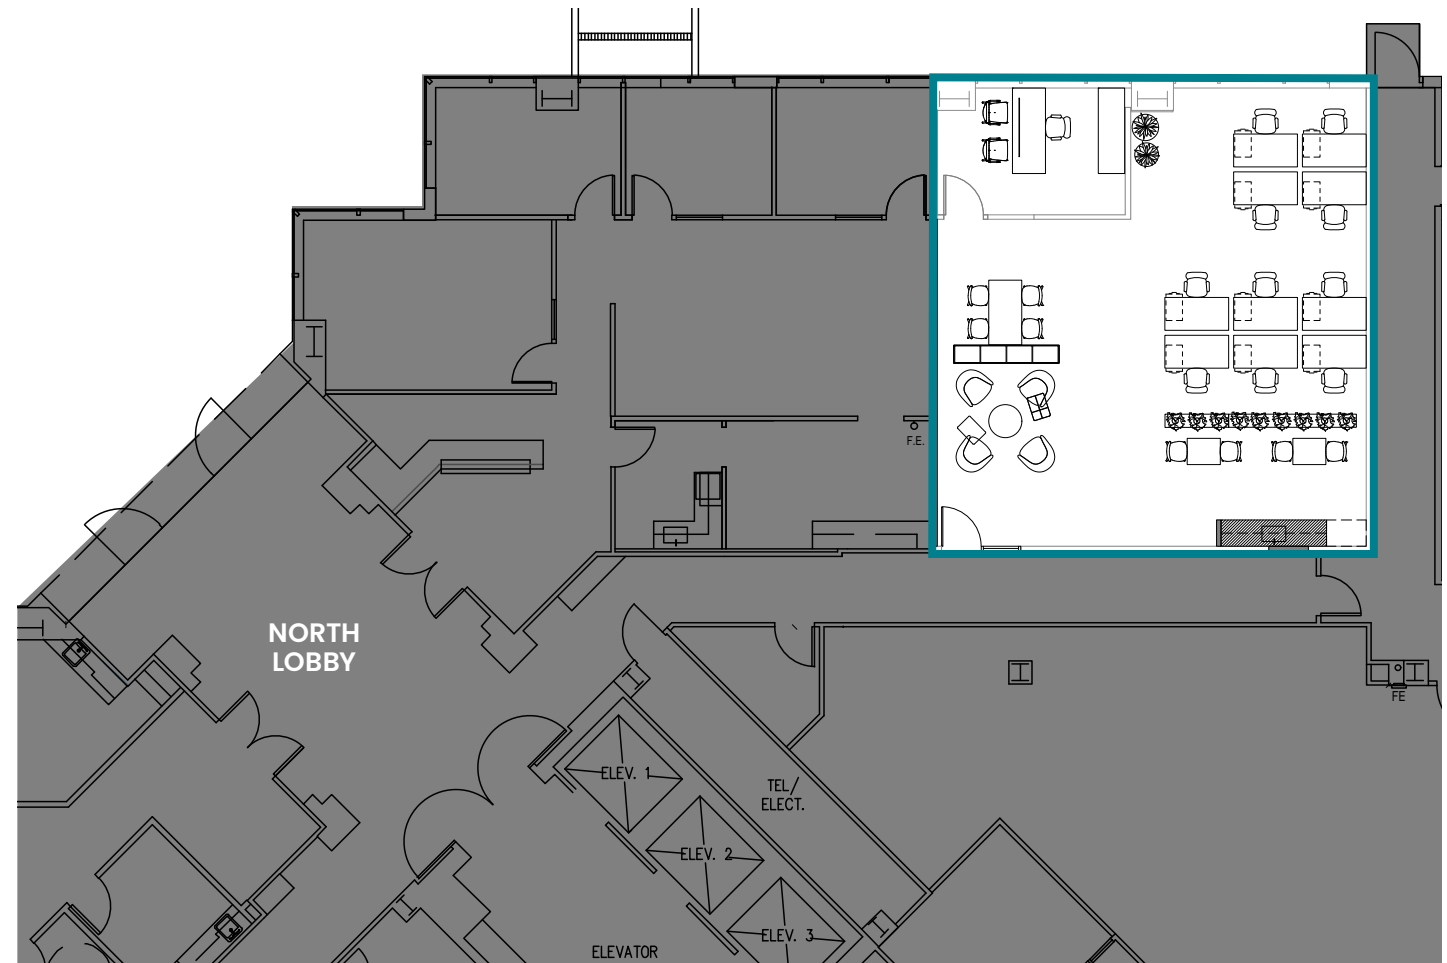 F.E.
NORTH
LOBBY
FE
ELEV. 1
TEL/
ELECT.
ELEV. 2
ELEV. 3
ELEVATOR